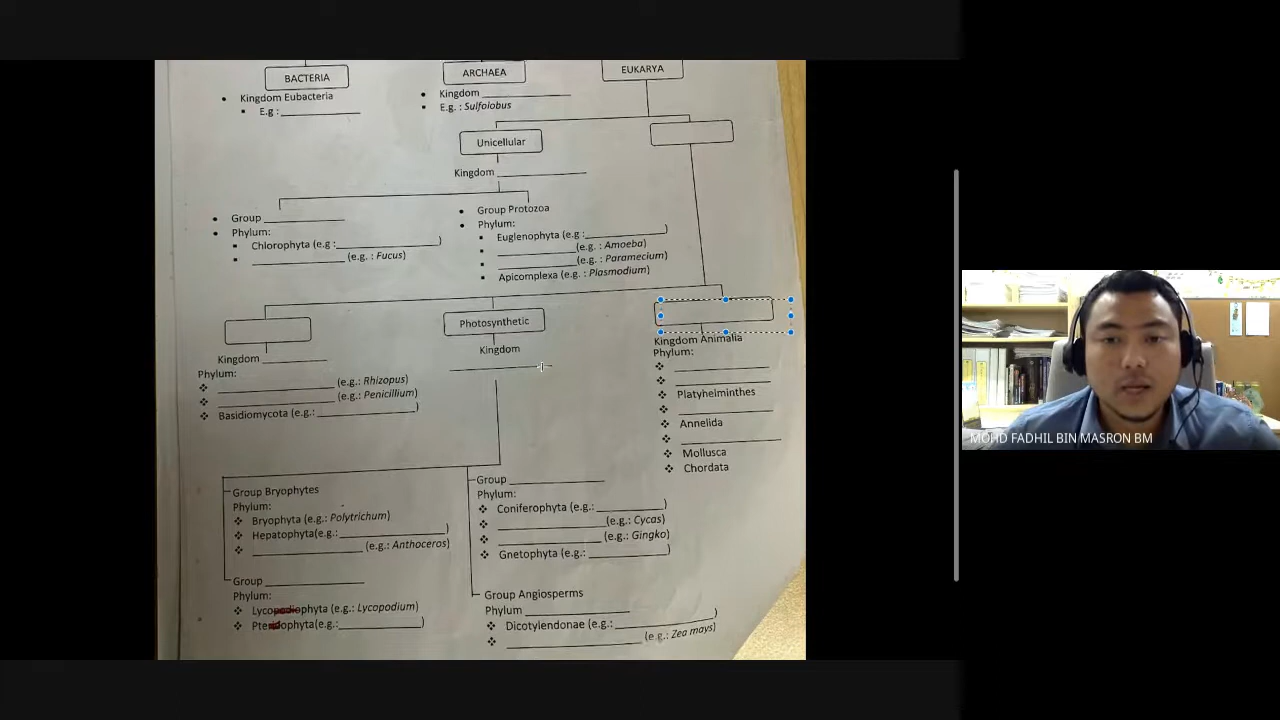 BACTERIA
ARCHAEA
EUKARYA
Kingdom Eubacteria
E.g :
Kingdom
E.g. : Sulfolobus
Unicellular
Kingdom
Group
Phylum:
Chlorophyta (e.g : )
(e.g. : Fucus)
Group Protozoa
Phylum:
Euglenophyta (e.g : )
(e.g. : Amoeba)
(e.g. : Paramecium)
Apicomplexa (e.g. : Plasmodium)
Kingdom
Phylum:
(e.g.: Rhizopus)
(e.g.: Penicillium)
Basidiomycota (e.g.: )
Photosynthetic
Kingdom
Kingdom Animalia
Phylum:
Platyhelminthes
Annelida
Mollusca
Chordata
Group Bryophytes
Phylum:
Bryophyta (e.g.: Polytrichum)
Hepatophyta(e.g.: )
(e.g.: Anthoceros)
Group
Phylum:
Lycopodiophyta (e.g.: Lycopodium)
(e.g.: )
Group
Phylum:
Coniferophyta (e.g.: )
(e.g.: Cycas)
(e.g.: Gingko)
Gnetophyta (e.g.: )
Group Angiosperms
Phylum
Dicotylendonae (e.g.: )
(e.g.: Zea mays)
MOHD FADHIL BIN MASRON BM